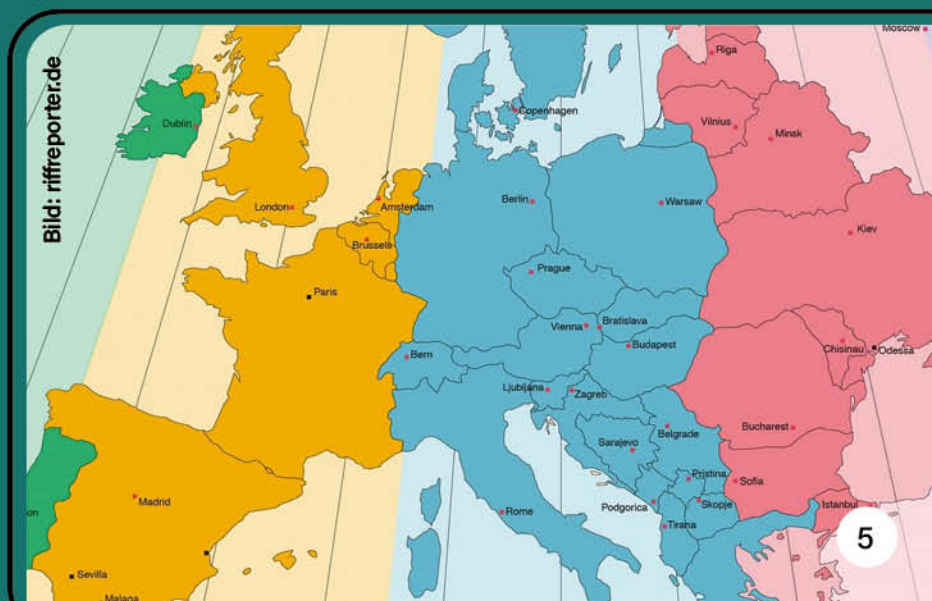 Bild: riffreporter.de
Moscow
Riga
Copenhagen
Dublin
Vilnius
Minsk
London
Amsterdam
Berlin
Warsaw
Brussels
Kiev
Prague
Paris
Vienna
Bratislava
Budapest
Bern
Chisinau
Odessa
Ljubljana
Zagreb
Bucharest
Belgrade
Sarajevo
Pristina
Sofia
Madrid
Skopje
Podgorica
Istanbul
on
Rome
Tirana
5
Sevilla
Malaga